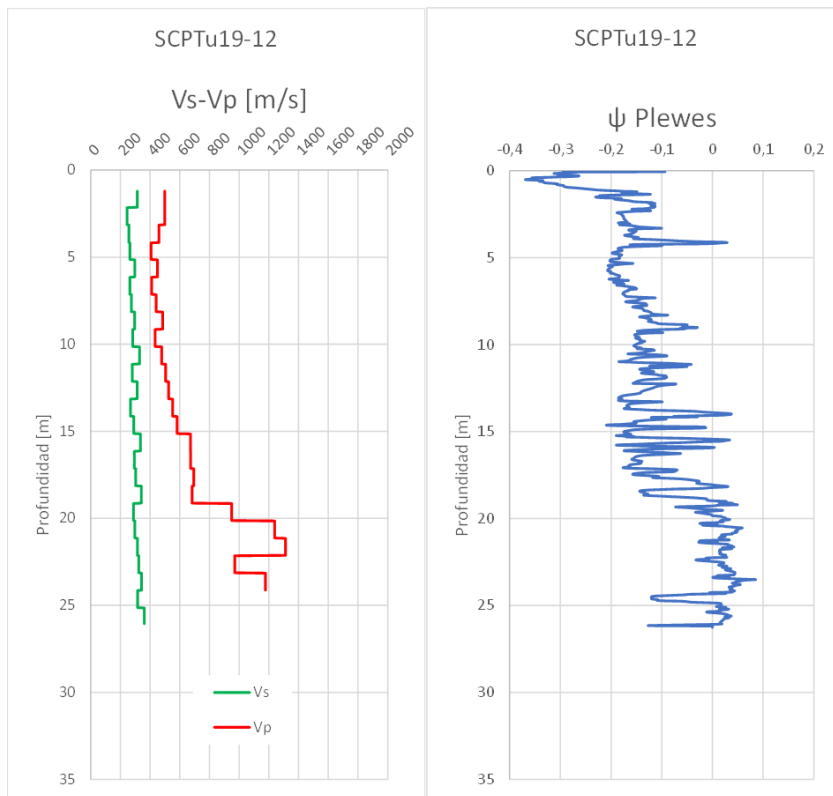 SCPTu19-12
Vs-Vp [m/s]
0 200 400 600 800 1000 1200 1400 1600 1800 2000
0
5
10
15
20
25
30
35
Profundidad [m]
Vs
Vp
SCPTu19-12
ψ Plewes
-0,4 -0,3 -0,2 -0,1 0 0,1 0,2
0
5
10
15
20
25
30
35
Profundidad [m]